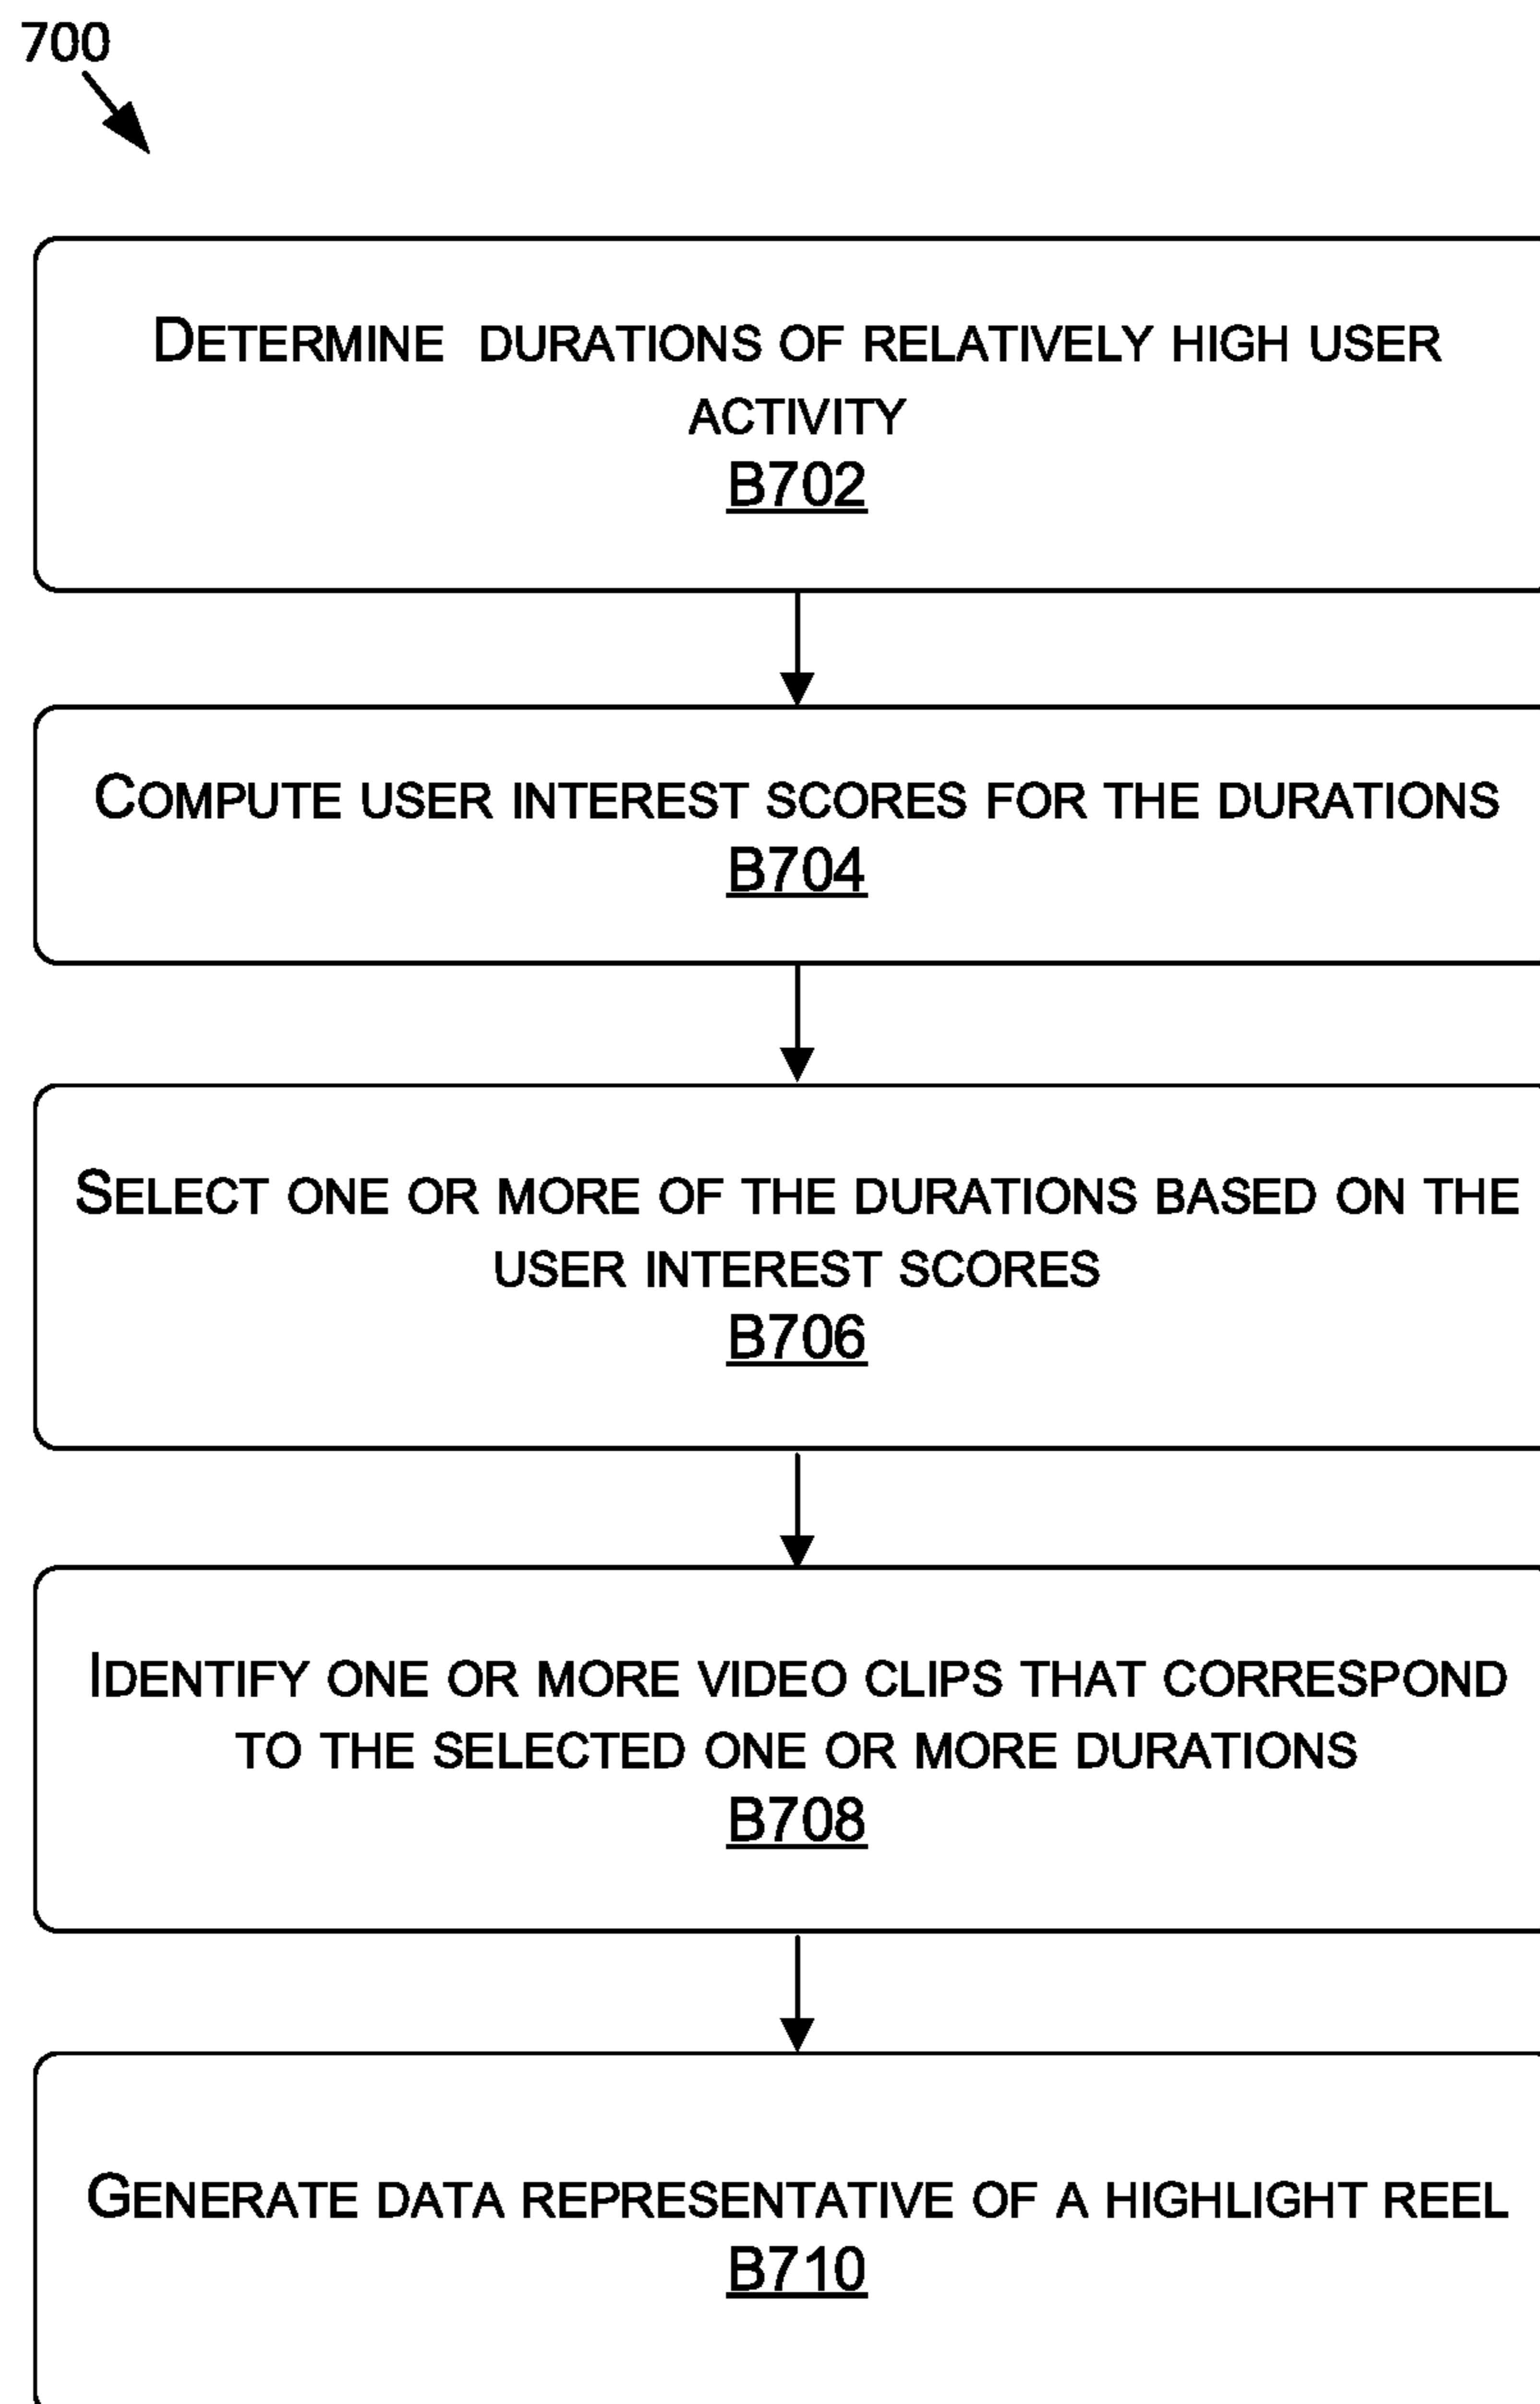 700
DETERMINE DURATIONS OF RELATIVELY HIGH USER
ACTIVITY
B702
COMPUTE USER INTEREST SCORES FOR THE DURATIONS
B704
SELECT ONE OR MORE OF THE DURATIONS BASED ON THE
USER INTEREST SCORES
B706
IDENTIFY ONE OR MORE VIDEO CLIPS THAT CORRESPOND
TO THE SELECTED ONE OR MORE DURATIONS
B708
GENERATE DATA REPRESENTATIVE OF A HIGHLIGHT REEL
B710